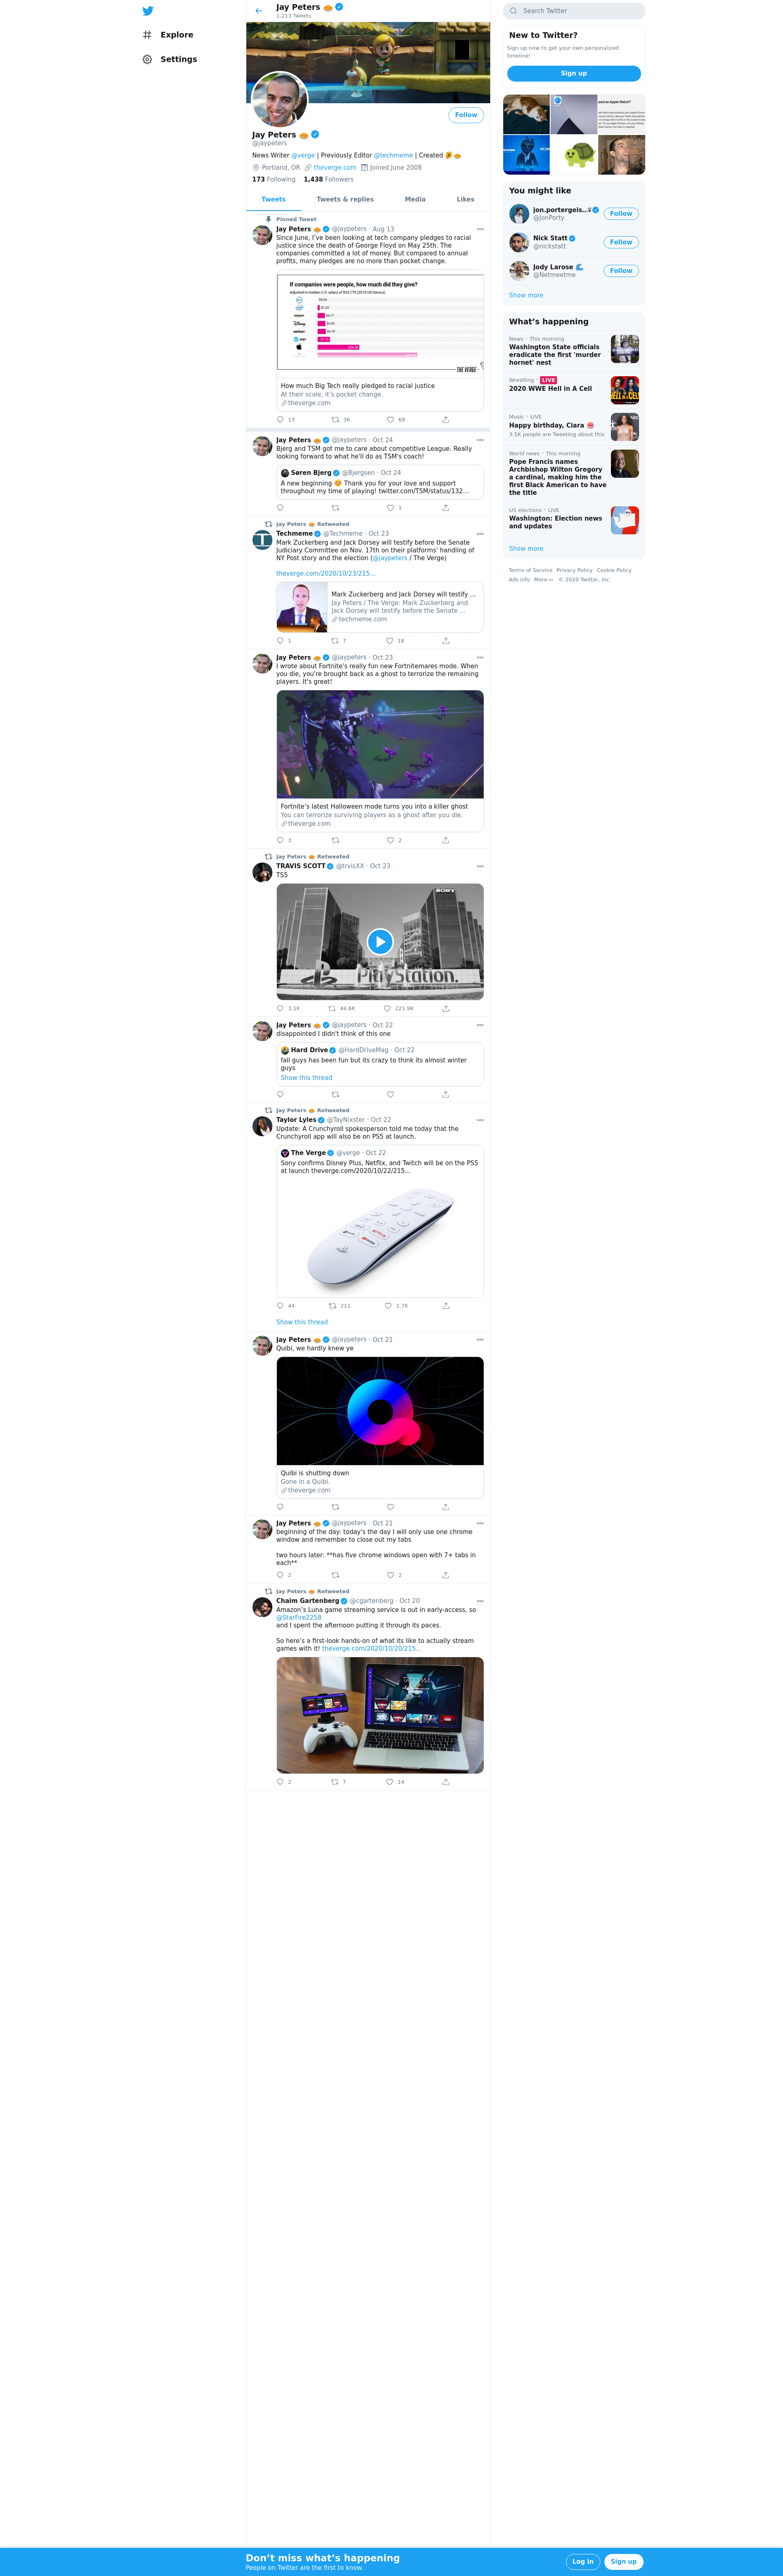 Explore
Settings
Jay Peters 🥧
1,213 Tweets
Follow
Jay Peters 🥧
@jaypeters
News Writer @verge | Previously Editor @techmeme | Created 🧇🥧
Portland, OR theverge.com Joined June 2008
173 Following 1,438 Followers
Tweets Tweets & replies Media Likes
Pinned Tweet
Jay Peters 🥧 @jaypeters · Aug 13
Since June, I've been looking at tech company pledges to racial
justice since the death of George Floyd on May 25th. The
companies committed a lot of money. But compared to annual
profits, many pledges are no more than pocket change.
If companies were people, how much did they give?
THE VERGE
How much Big Tech really pledged to racial justice
At their scale, it's pocket change.
theverge.com
13 36 68
Jay Peters 🥧 @jaypeters · Oct 24
Bjerg and TSM got me to care about competitive League. Really
looking forward to what he'll do as TSM's coach!
Søren Bjerg @Bjergsen · Oct 24
A new beginning 😊 Thank you for your love and support
throughout my time of playing! twitter.com/TSM/status/132…
1
Jay Peters 🥧 Retweeted
Techmeme @Techmeme · Oct 23
Mark Zuckerberg and Jack Dorsey will testify before the Senate
Judiciary Committee on Nov. 17th on their platforms' handling of
NY Post story and the election (@jaypeters / The Verge)
theverge.com/2020/10/23/215…
Mark Zuckerberg and Jack Dorsey will testify …
Jay Peters / The Verge: Mark Zuckerberg and
Jack Dorsey will testify before the Senate …
techmeme.com
1 7 18
Jay Peters 🥧 @jaypeters · Oct 23
I wrote about Fortnite's really fun new Fortnitemares mode. When
you die, you're brought back as a ghost to terrorize the remaining
players. It's great!
Fortnite's latest Halloween mode turns you into a killer ghost
You can terrorize surviving players as a ghost after you die.
theverge.com
3 2
Jay Peters 🥧 Retweeted
TRAVIS SCOTT @trvisXX · Oct 23
TS5
SONY
PlayStation.
3.1K 44.6K 221.9K
Jay Peters 🥧 @jaypeters · Oct 22
disappointed I didn't think of this one
Hard Drive @HardDriveMag · Oct 22
fall guys has been fun but its crazy to think its almost winter
guys
Show this thread
Jay Peters 🥧 Retweeted
Taylor Lyles @TayNixster · Oct 22
Update: A Crunchyroll spokesperson told me today that the
Crunchyroll app will also be on PS5 at launch.
The Verge @verge · Oct 22
Sony confirms Disney Plus, Netflix, and Twitch will be on the PS5
at launch theverge.com/2020/10/22/215…
44 211 1.7K
Show this thread
Jay Peters 🥧 @jaypeters · Oct 21
Quibi, we hardly knew ye
Quibi is shutting down
Gone in a Quibi.
theverge.com
Jay Peters 🥧 @jaypeters · Oct 21
beginning of the day: today's the day I will only use one chrome
window and remember to close out my tabs
two hours later: **has five chrome windows open with 7+ tabs in
each**
2 2
Jay Peters 🥧 Retweeted
Chaim Gartenberg @cgartenberg · Oct 20
Amazon's Luna game streaming service is out in early-access, so
@StarFire2258
and I spent the afternoon putting it through its paces.
So here's a first-look hands-on of what its like to actually stream
games with it! theverge.com/2020/10/20/215…
2 7 14
Search Twitter
New to Twitter?
Sign up now to get your own personalized
timeline!
Sign up
You might like
jon.portergeis…
@JonPorty
Follow
Nick Statt
@nickstatt
Follow
Jody Larose 🌊
@Netmeetme
Follow
Show more
What's happening
News · This morning
Washington State officials
eradicate the first 'murder
hornet' nest
Wrestling · LIVE
2020 WWE Hell in A Cell
Music · LIVE
Happy birthday, Ciara
3.5K people are Tweeting about this
World news · This morning
Pope Francis names
Archbishop Wilton Gregory
a cardinal, making him the
first Black American to have
the title
US elections · LIVE
Washington: Election news
and updates
Show more
Terms of Service Privacy Policy Cookie Policy
Ads info More ••• © 2020 Twitter, Inc.
Don't miss what's happening
People on Twitter are the first to know.
Log in Sign up